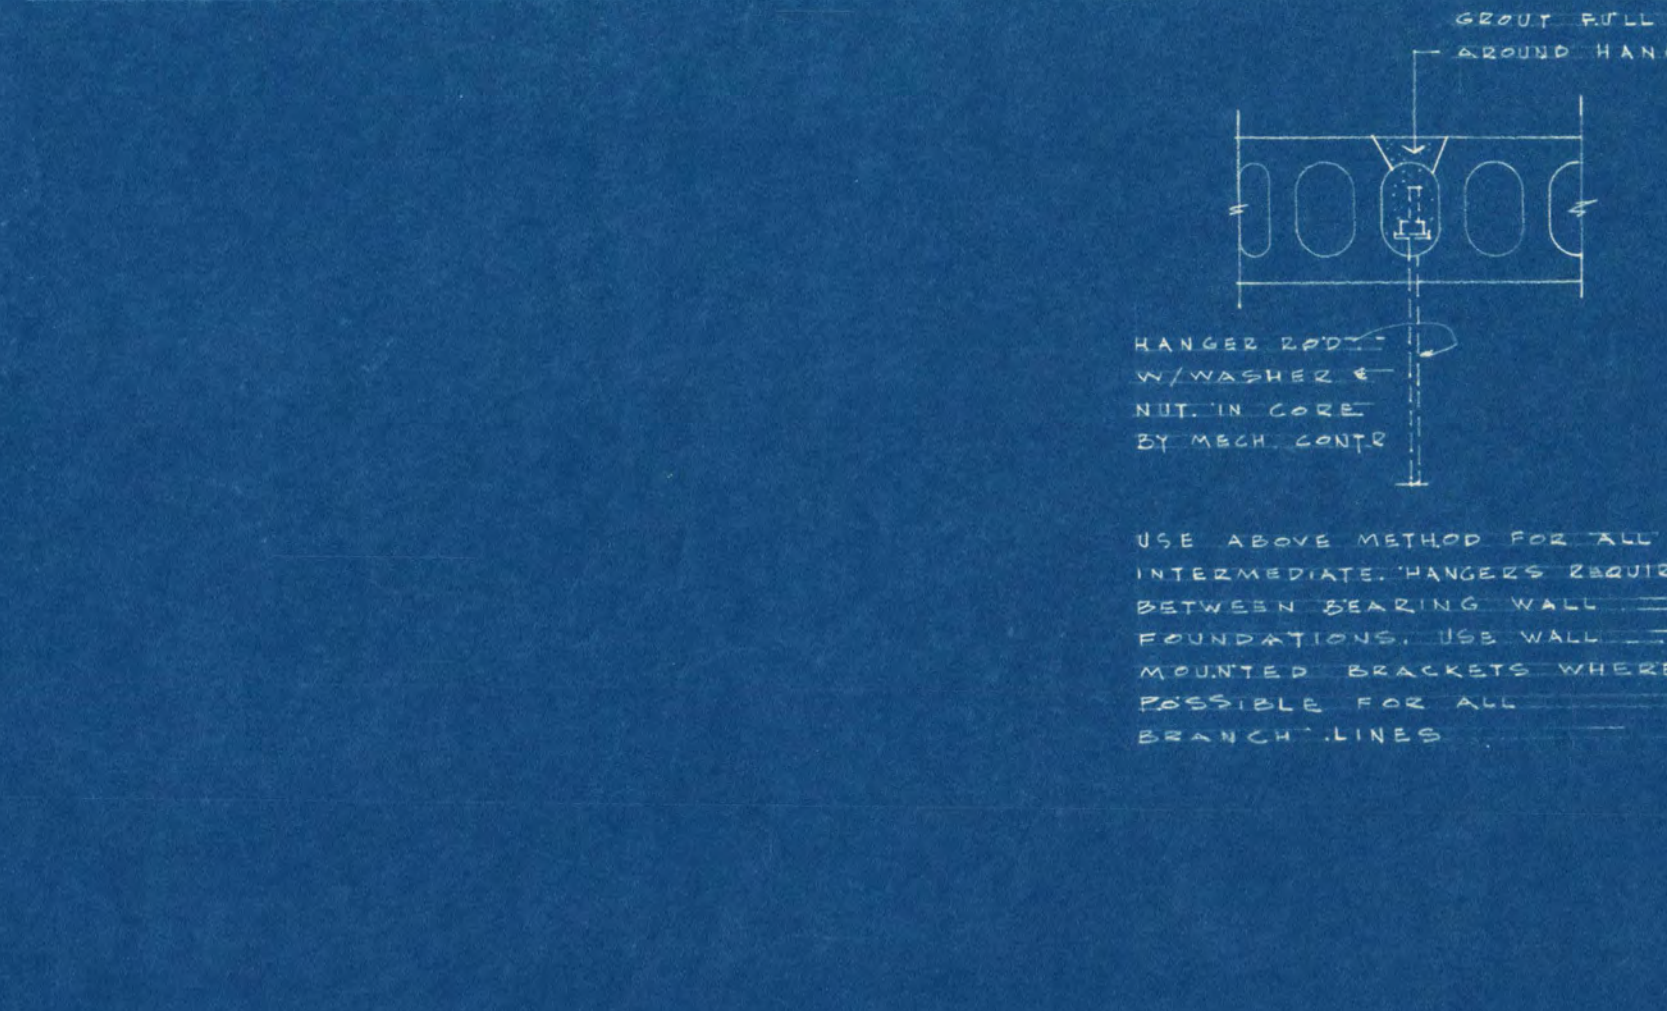 GROUT FULL
AROUND HAN
HANGER ROD
W/WASHER &
NUT. IN CORE
BY MECH. CONTR
USE ABOVE METHOD FOR ALL
INTERMEDIATE HANGERS REQUIR
BETWEEN BEARING WALL
FOUNDATIONS. USE WALL
MOUNTED BRACKETS WHERE
POSSIBLE FOR ALL
BRANCH LINES